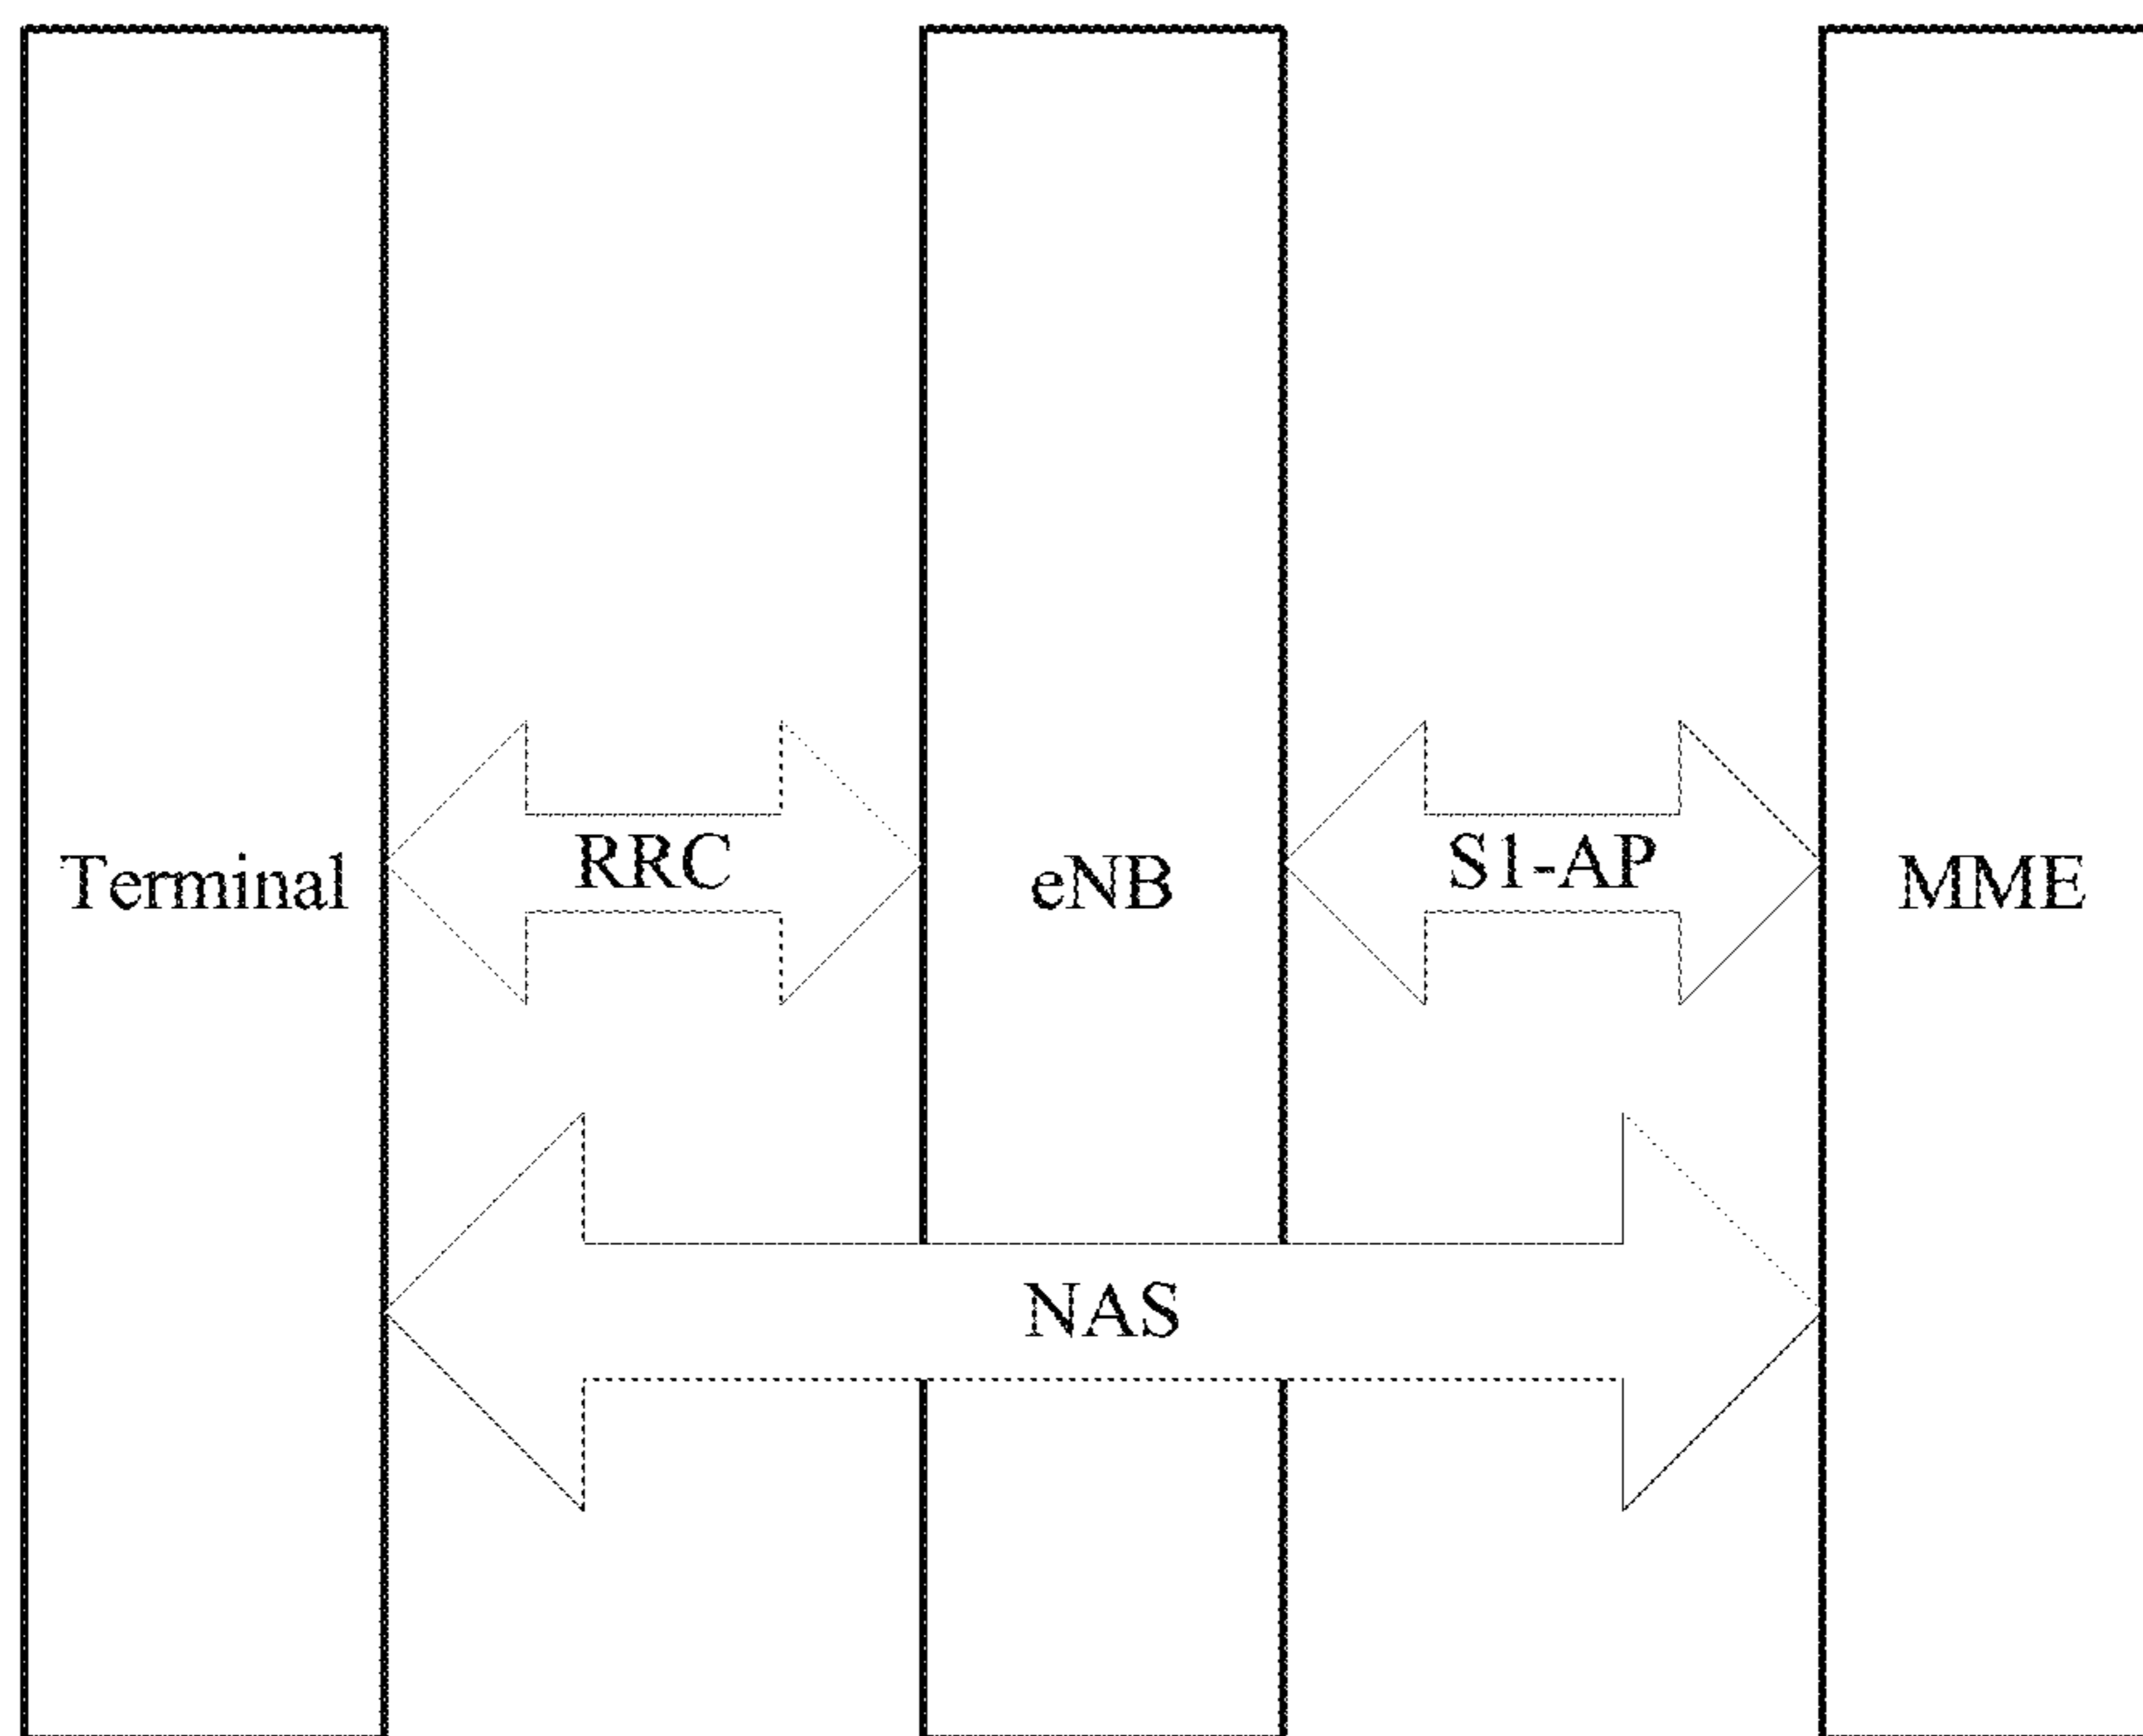 Terminal
RRC
eNB
S1-AP
MME
NAS